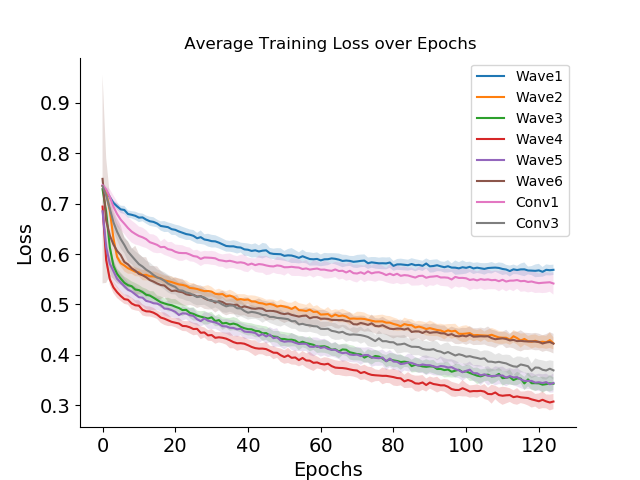 Average Training Loss over Epochs
Loss
0.9
0.8
0.7
0.6
0.5
0.4
0.3
Wave1
Wave2
Wave3
Wave4
Wave5
Wave6
Conv1
Conv3
0 20 40 60 80 100 120
Epochs